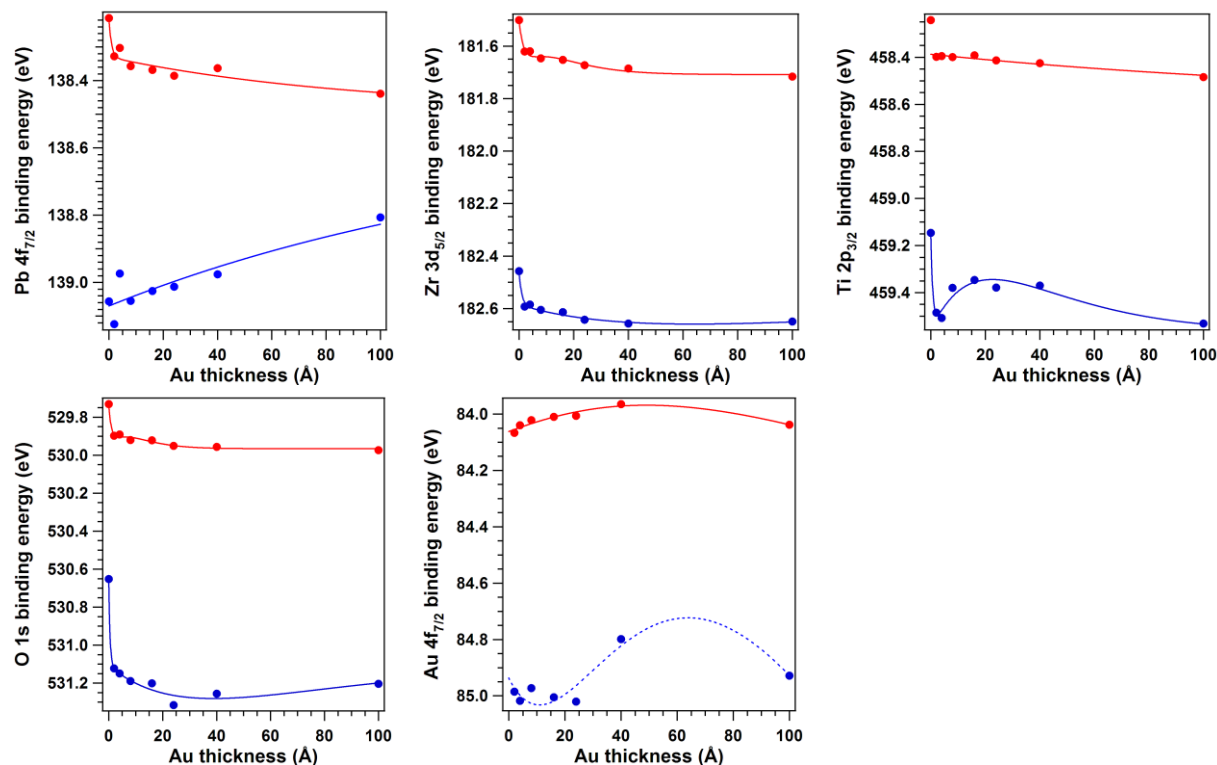 Pb 4f7/2 binding energy (eV)
138.4
138.6
138.8
139.0
0 20 40 60 80 100
Au thickness (Å)
Zr 3d5/2 binding energy (eV)
181.6
181.8
182.0
182.2
182.4
182.6
0 20 40 60 80 100
Au thickness (Å)
Ti 2p3/2 binding energy (eV)
458.4
458.6
458.8
459.0
459.2
459.4
0 20 40 60 80 100
Au thickness (Å)
O 1s binding energy (eV)
529.8
530.0
530.2
530.4
530.6
530.8
531.1
531.2
0 20 40 60 80 100
Au thickness (Å)
Au 4f7/2 binding energy (eV)
84.0
84.2
84.4
84.6
84.8
85.0
0 20 40 60 80 100
Au thickness (Å)